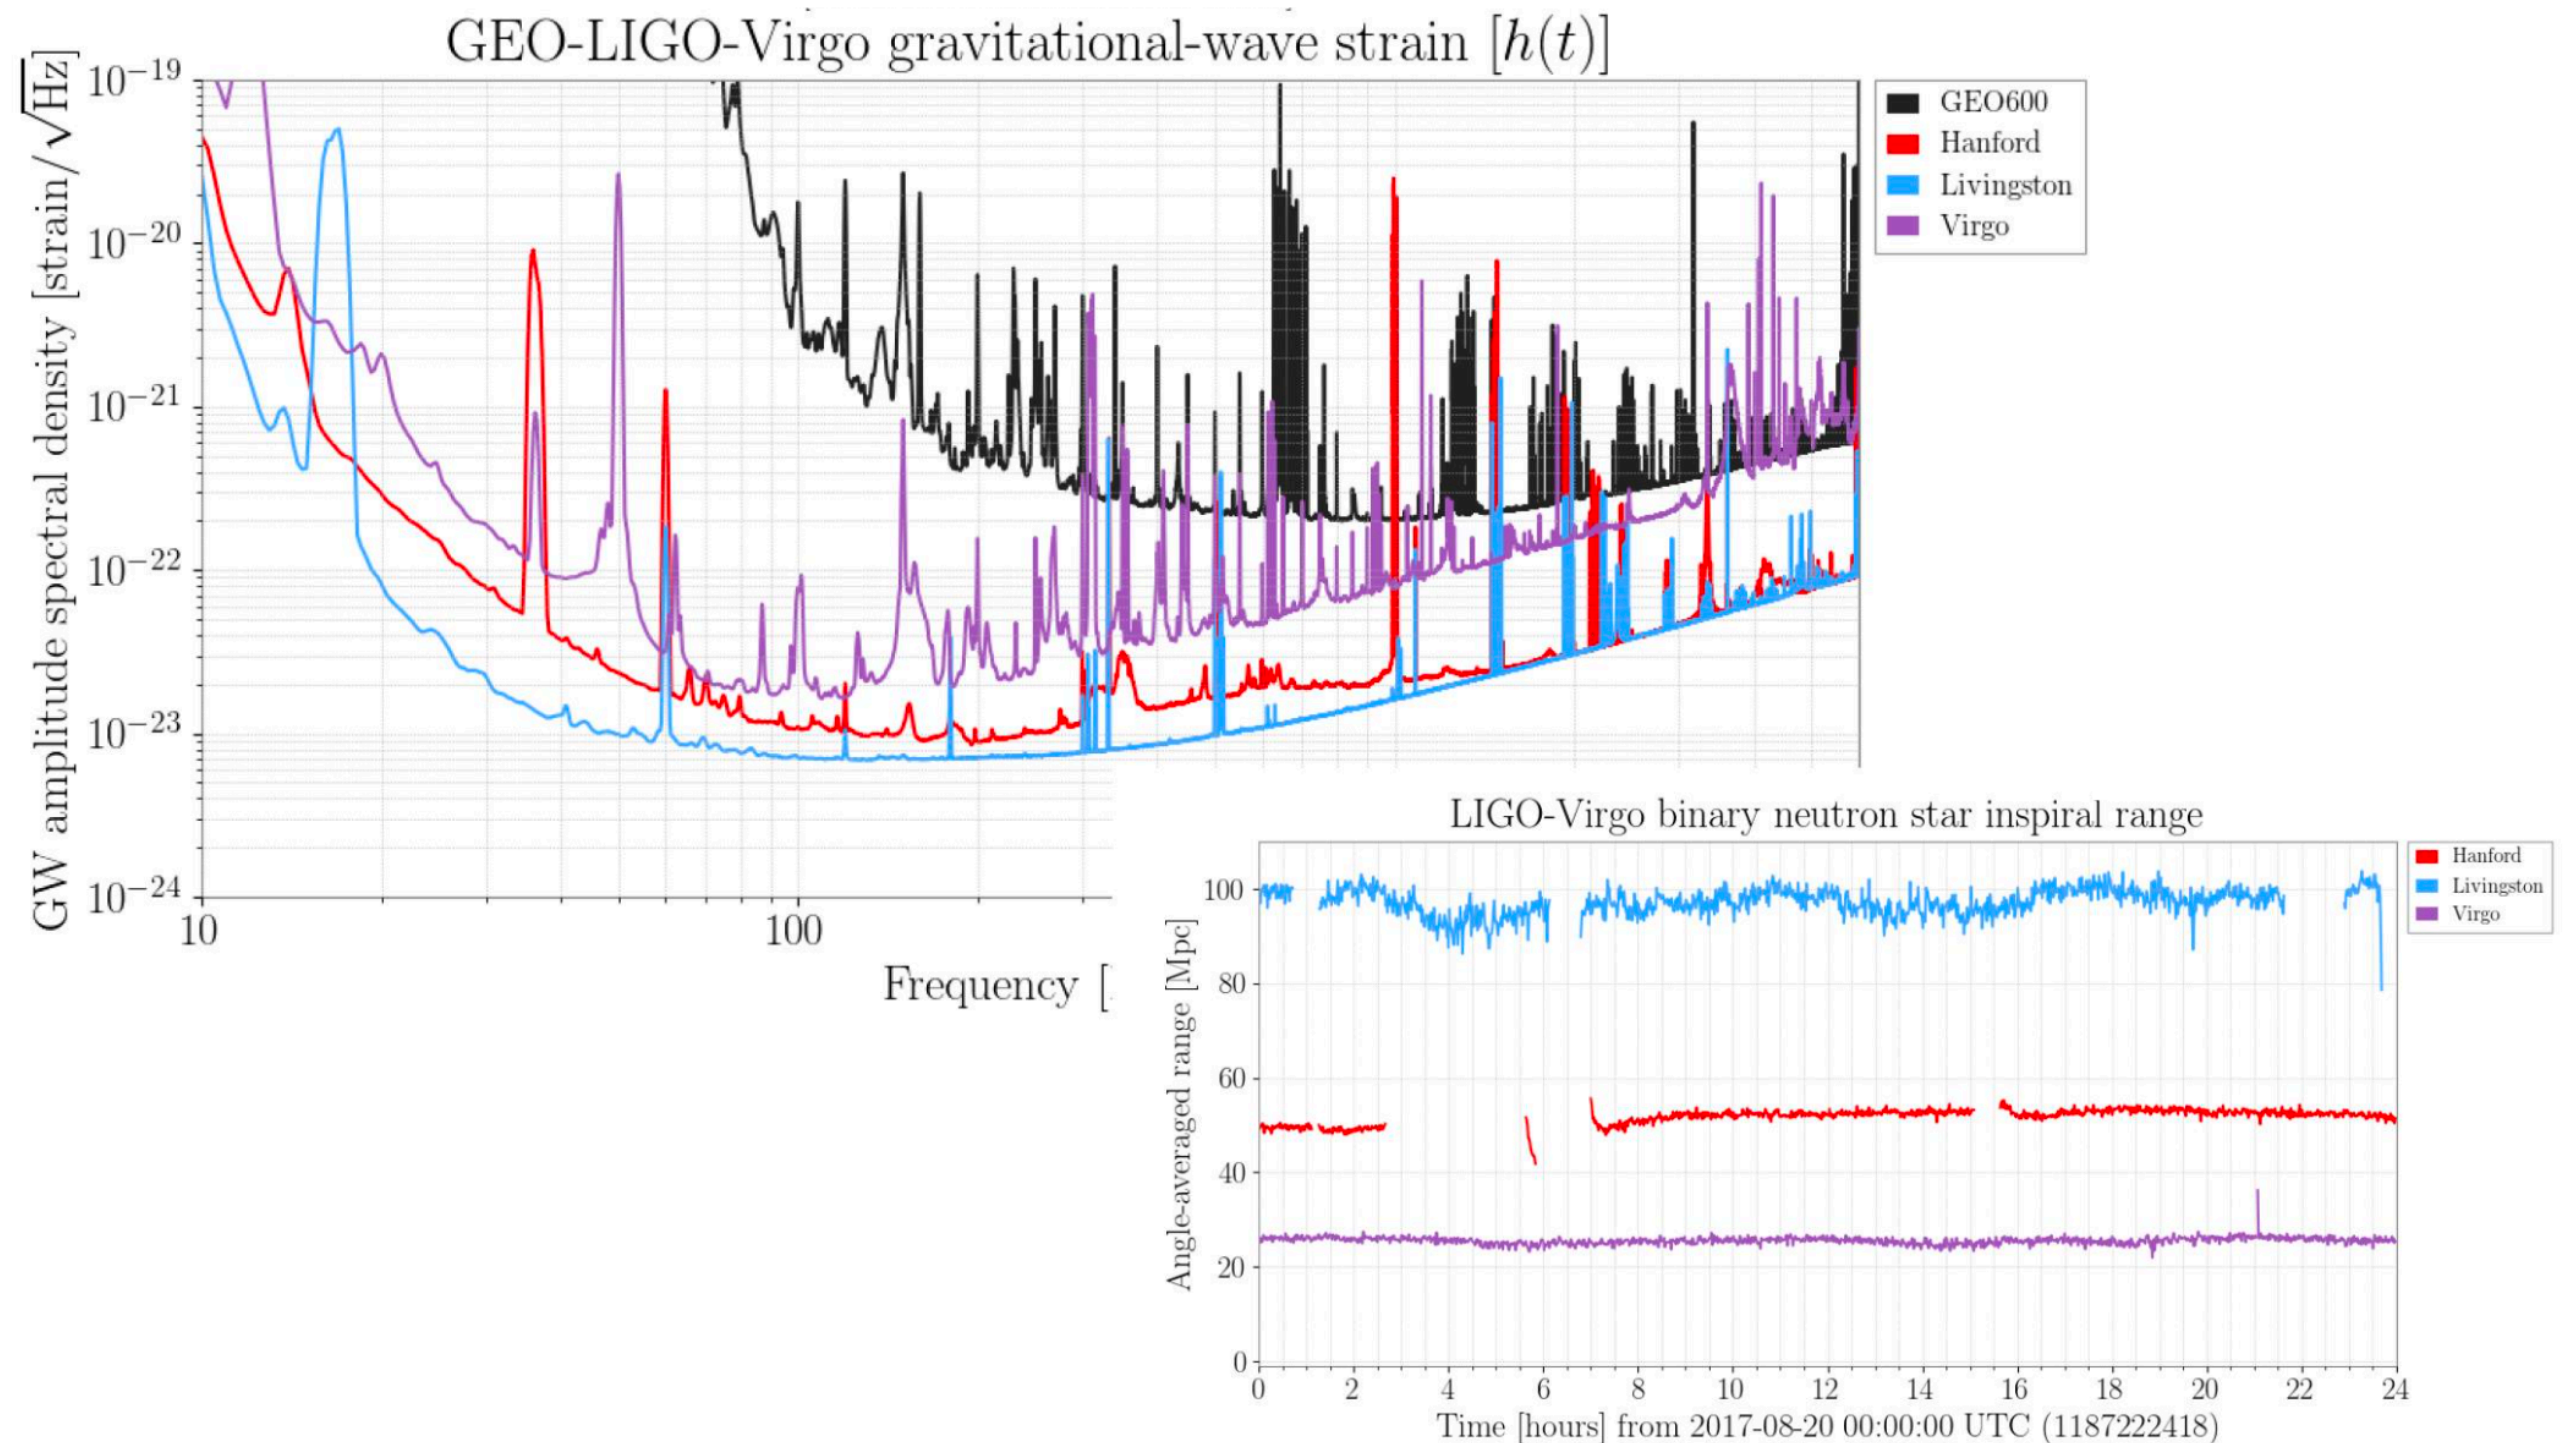 GEO-LIGO-Virgo gravitational-wave strain [h(t)]
GW amplitude spectral density [strain/√Hz]
10⁻¹⁹
10⁻²⁰
10⁻²¹
10⁻²²
10⁻²³
10⁻²⁴
10
100
Frequency [
GEO600
Hanford
Livingston
Virgo
LIGO-Virgo binary neutron star inspiral range
Angle-averaged range [Mpc]
100
80
60
40
20
0
0 2 4 6 8 10 12 14 16 18 20 22 24
Time [hours] from 2017-08-20 00:00:00 UTC (1187222418)
Hanford
Livingston
Virgo